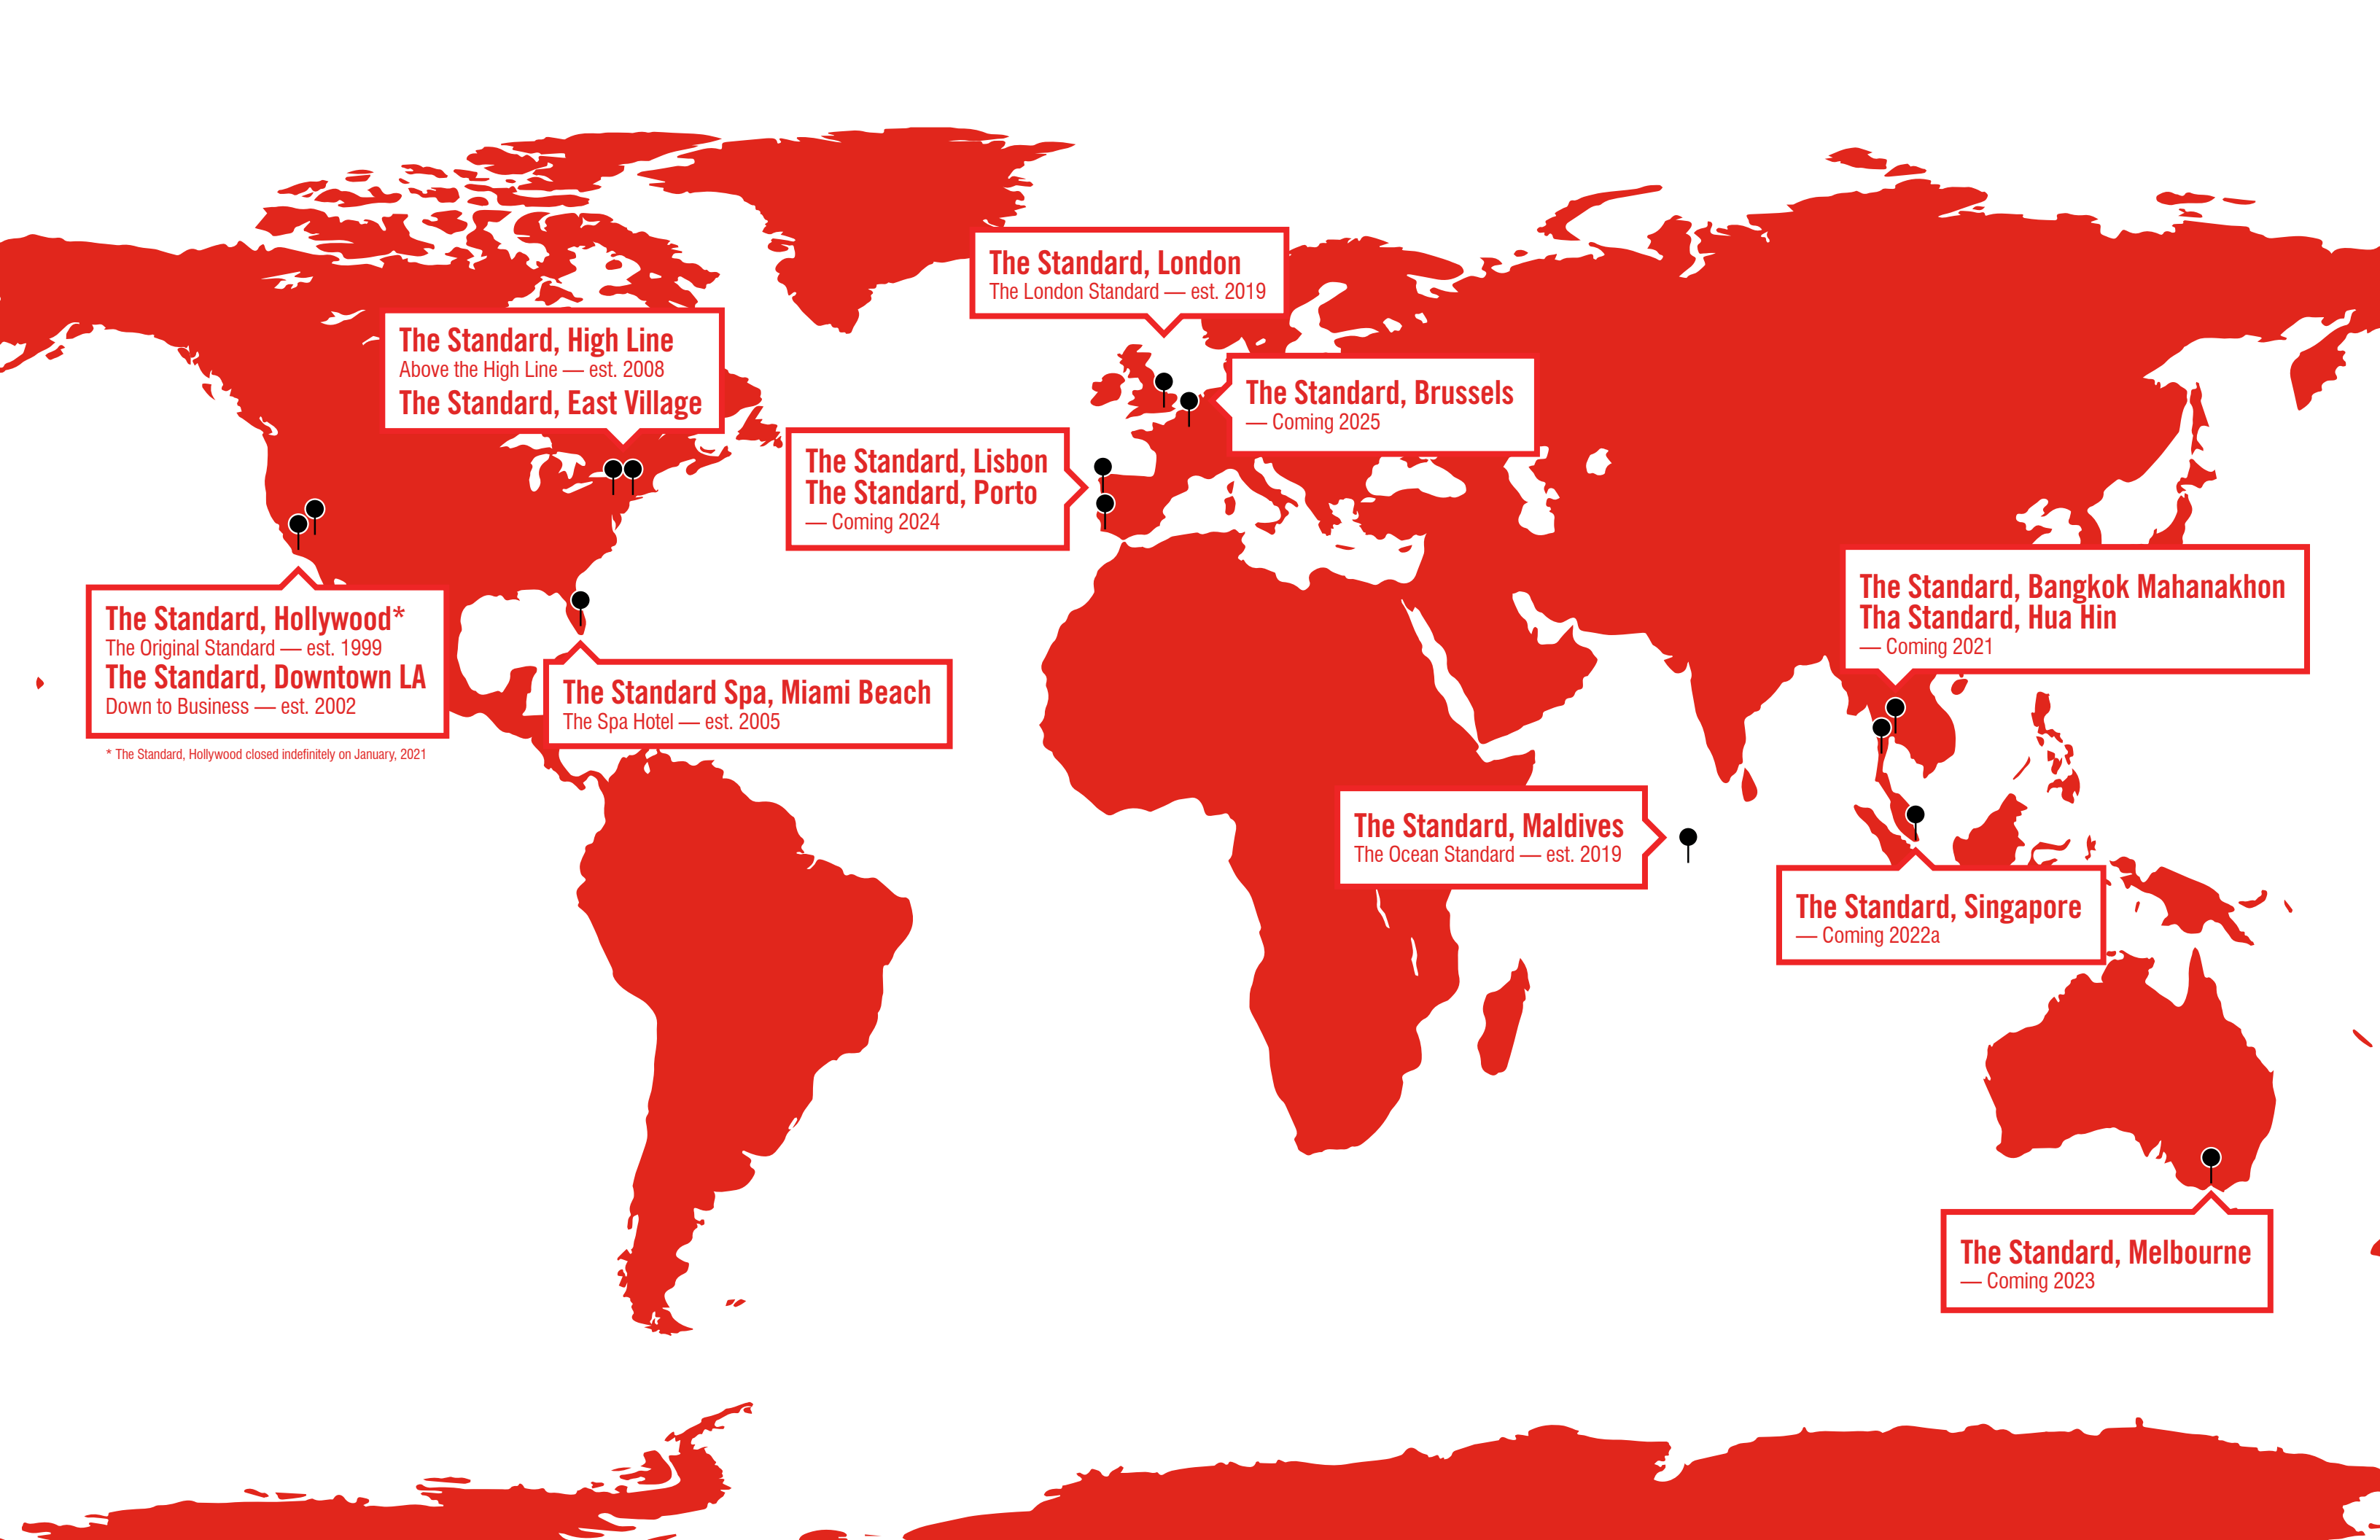 The Standard, London
The London Standard — est. 2019
The Standard, High Line
Above the High Line — est. 2008
The Standard, East Village
The Standard, Brussels
— Coming 2025
The Standard, Lisbon
The Standard, Porto
— Coming 2024
The Standard, Bangkok Mahanakhon
Tha Standard, Hua Hin
— Coming 2021
The Standard, Hollywood*
The Original Standard — est. 1999
The Standard, Downtown LA
Down to Business — est. 2002
* The Standard, Hollywood closed indefinitely on January, 2021
The Standard Spa, Miami Beach
The Spa Hotel — est. 2005
The Standard, Maldives
The Ocean Standard — est. 2019
The Standard, Singapore
— Coming 2022a
The Standard, Melbourne
— Coming 2023